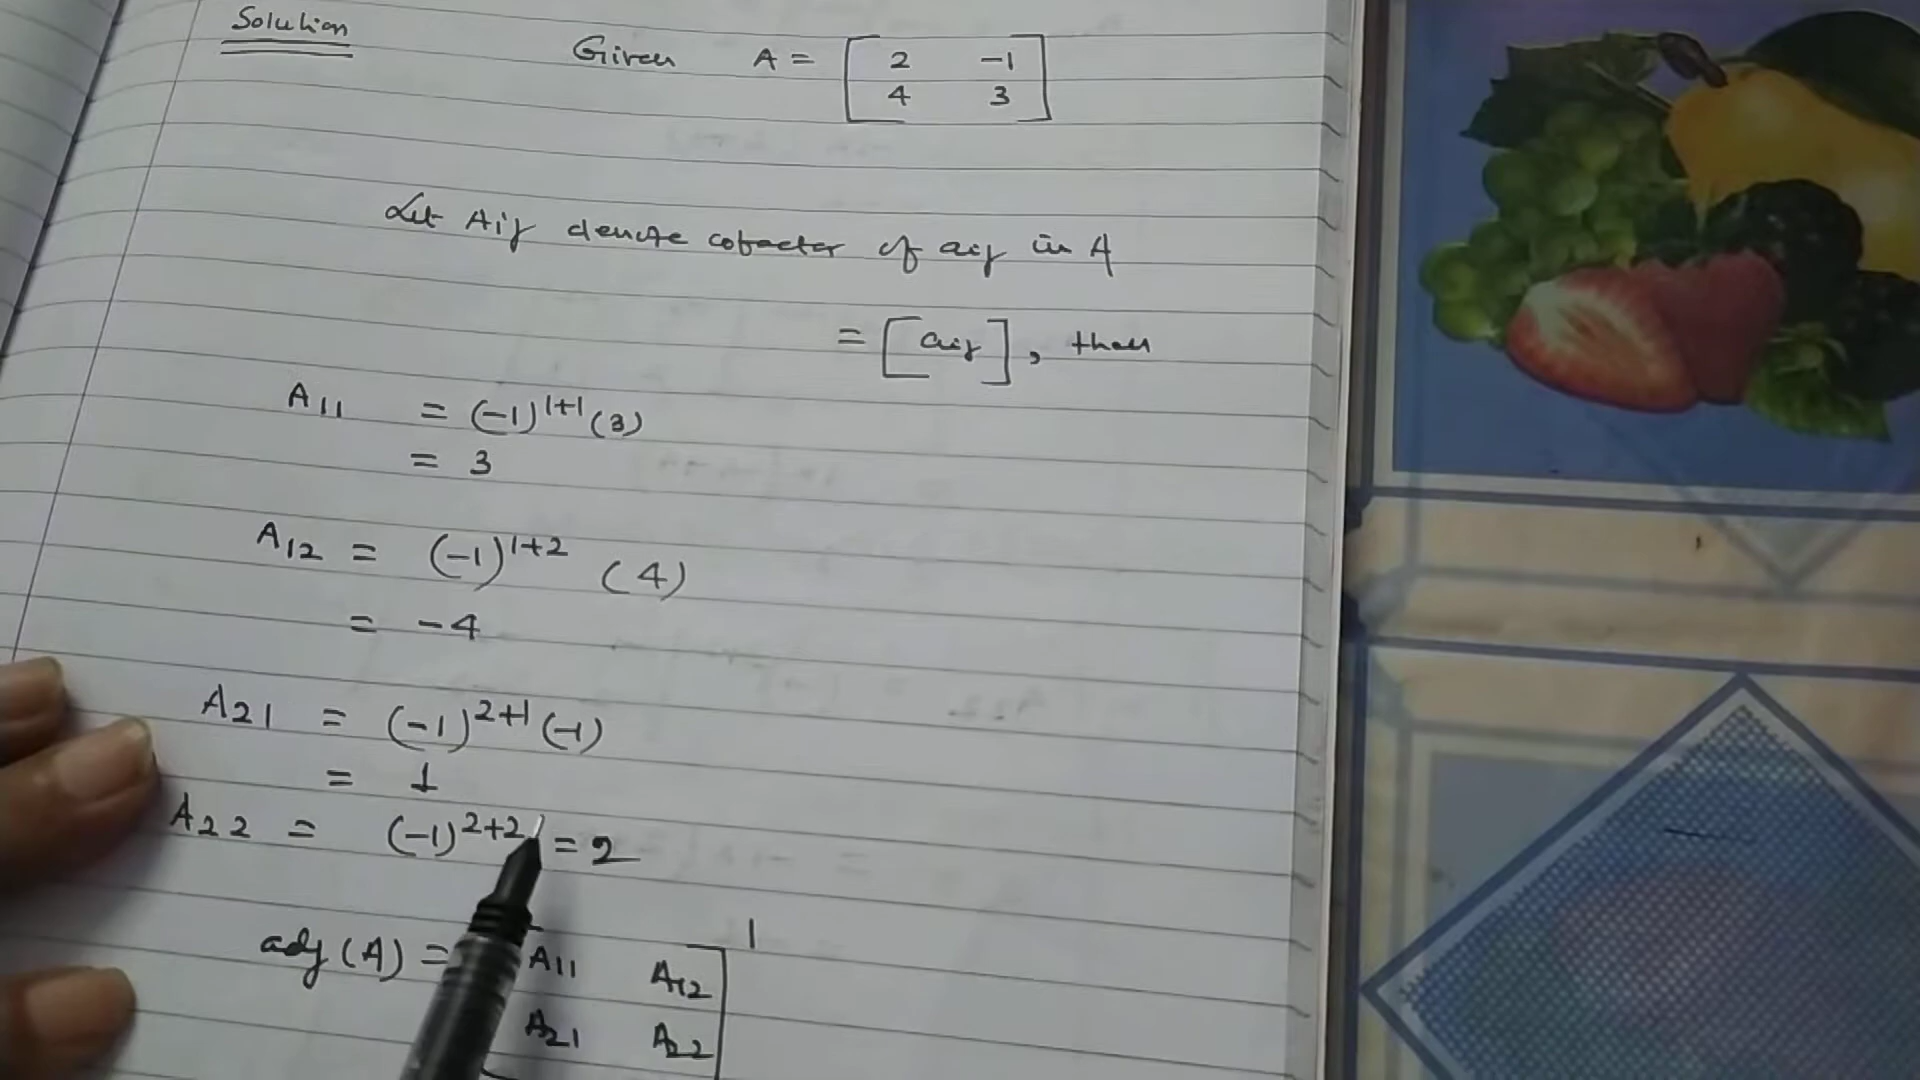 Solution
Given A = [ 2 -1
4 3 ]
Let Aij denote cofactor of aij in A
= [ aij ] , then
A11 = (-1)^1+1 (3)
= 3
A12 = (-1)^1+2 (4)
= -4
A21 = (-1)^2+1 (-1)
= 1
A22 = (-1)^2+2 = 2
adj (A) = [ A11 A12 ]'
A21 A22